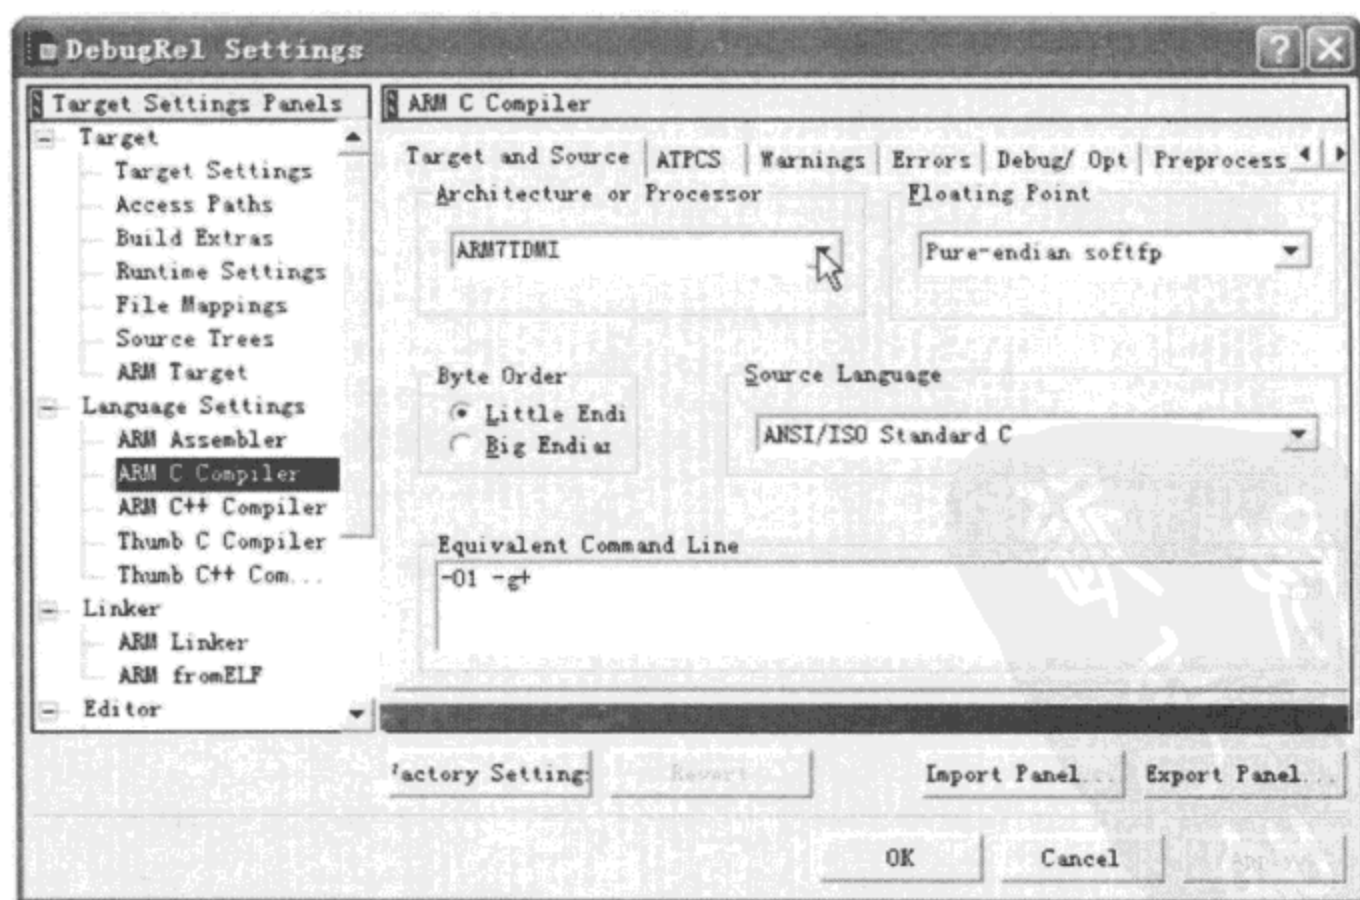 DebugRel Settings
Target Settings Panels
Target
Target Settings
Access Paths
Build Extras
Runtime Settings
File Mappings
Source Trees
ARM Target
Language Settings
ARM Assembler
ARM C Compiler
ARM C++ Compiler
Thumb C Compiler
Thumb C++ Com...
Linker
ARM Linker
ARM fromELF
Editor
ARM C Compiler
Target and Source ATPCS Warnings Errors Debug/ Opt Preprocess
Architecture or Processor
ARM7TDMI
Floating Point
Pure-endian softfp
Byte Order
Little Endi
Big Endiar
Source Language
ANSI/ISO Standard C
Equivalent Command Line
-O1 -g+
Factory Setting
Revert
Import Panel...
Export Panel...
OK
Cancel